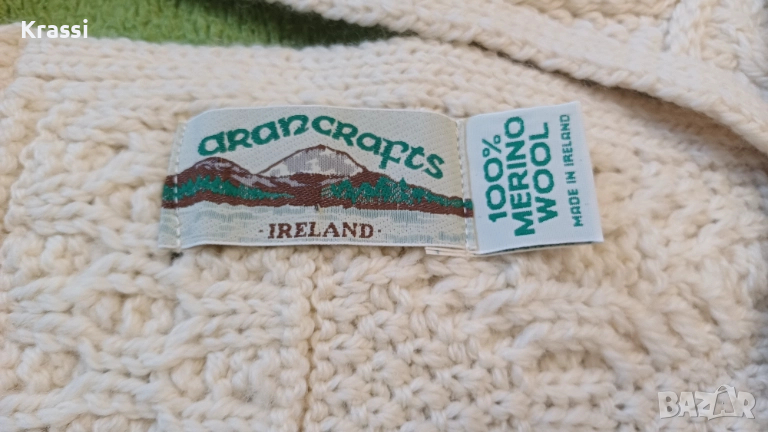 Krassi
arancrafts
·IRELAND·
100%
MERINO
WOOL
MADE IN IRELAND
BAZAR